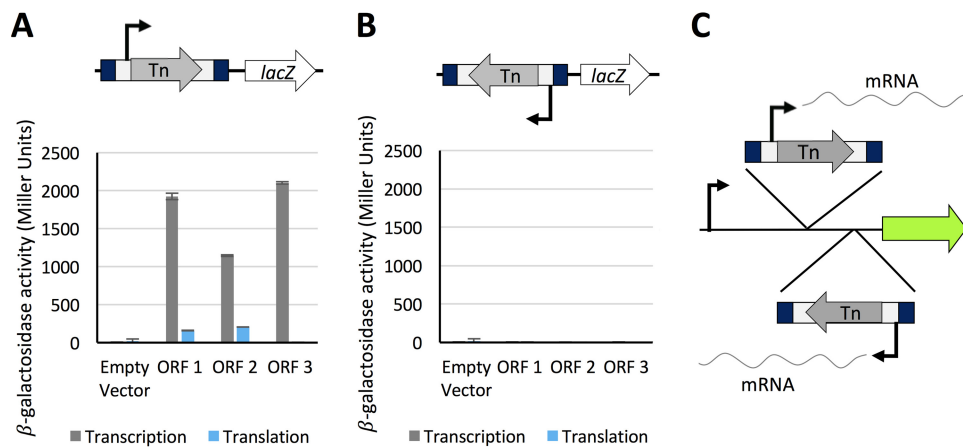 A
B
C
Tn
lacZ
Tn
lacZ
mRNA
Tn
Tn
mRNA
β-galactosidase activity (Miller Units)
2500
2000
1500
1000
500
0
Empty Vector
ORF 1
ORF 2
ORF 3
Transcription
Translation
β-galactosidase activity (Miller Units)
2500
2000
1500
1000
500
0
Empty Vector
ORF 1
ORF 2
ORF 3
Transcription
Translation